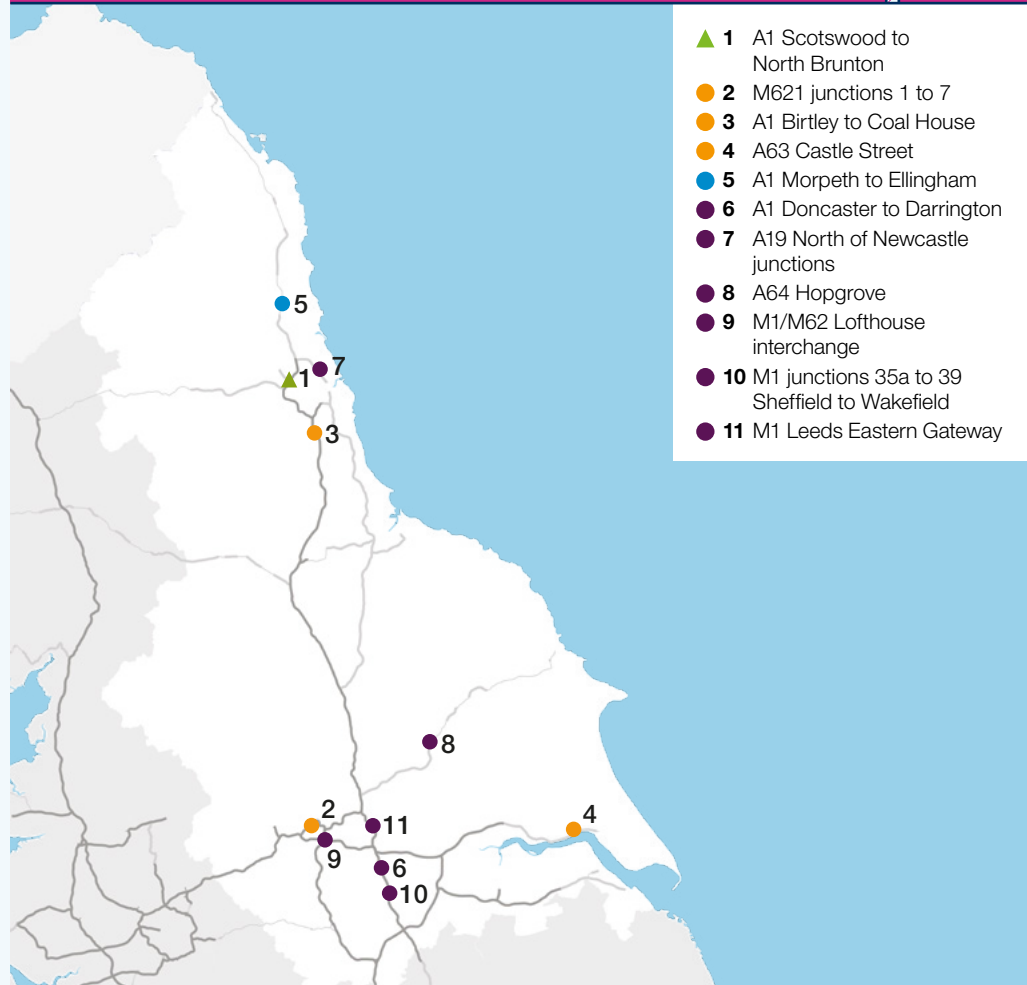 1 A1 Scotswood to
North Brunton
2 M621 junctions 1 to 7
3 A1 Birtley to Coal House
4 A63 Castle Street
5 A1 Morpeth to Ellingham
6 A1 Doncaster to Darrington
7 A19 North of Newcastle
junctions
8 A64 Hopgrove
9 M1/M62 Lofthouse
interchange
10 M1 junctions 35a to 39
Sheffield to Wakefield
11 M1 Leeds Eastern Gateway
5
7
1
3
8
2
4
11
9
6
10